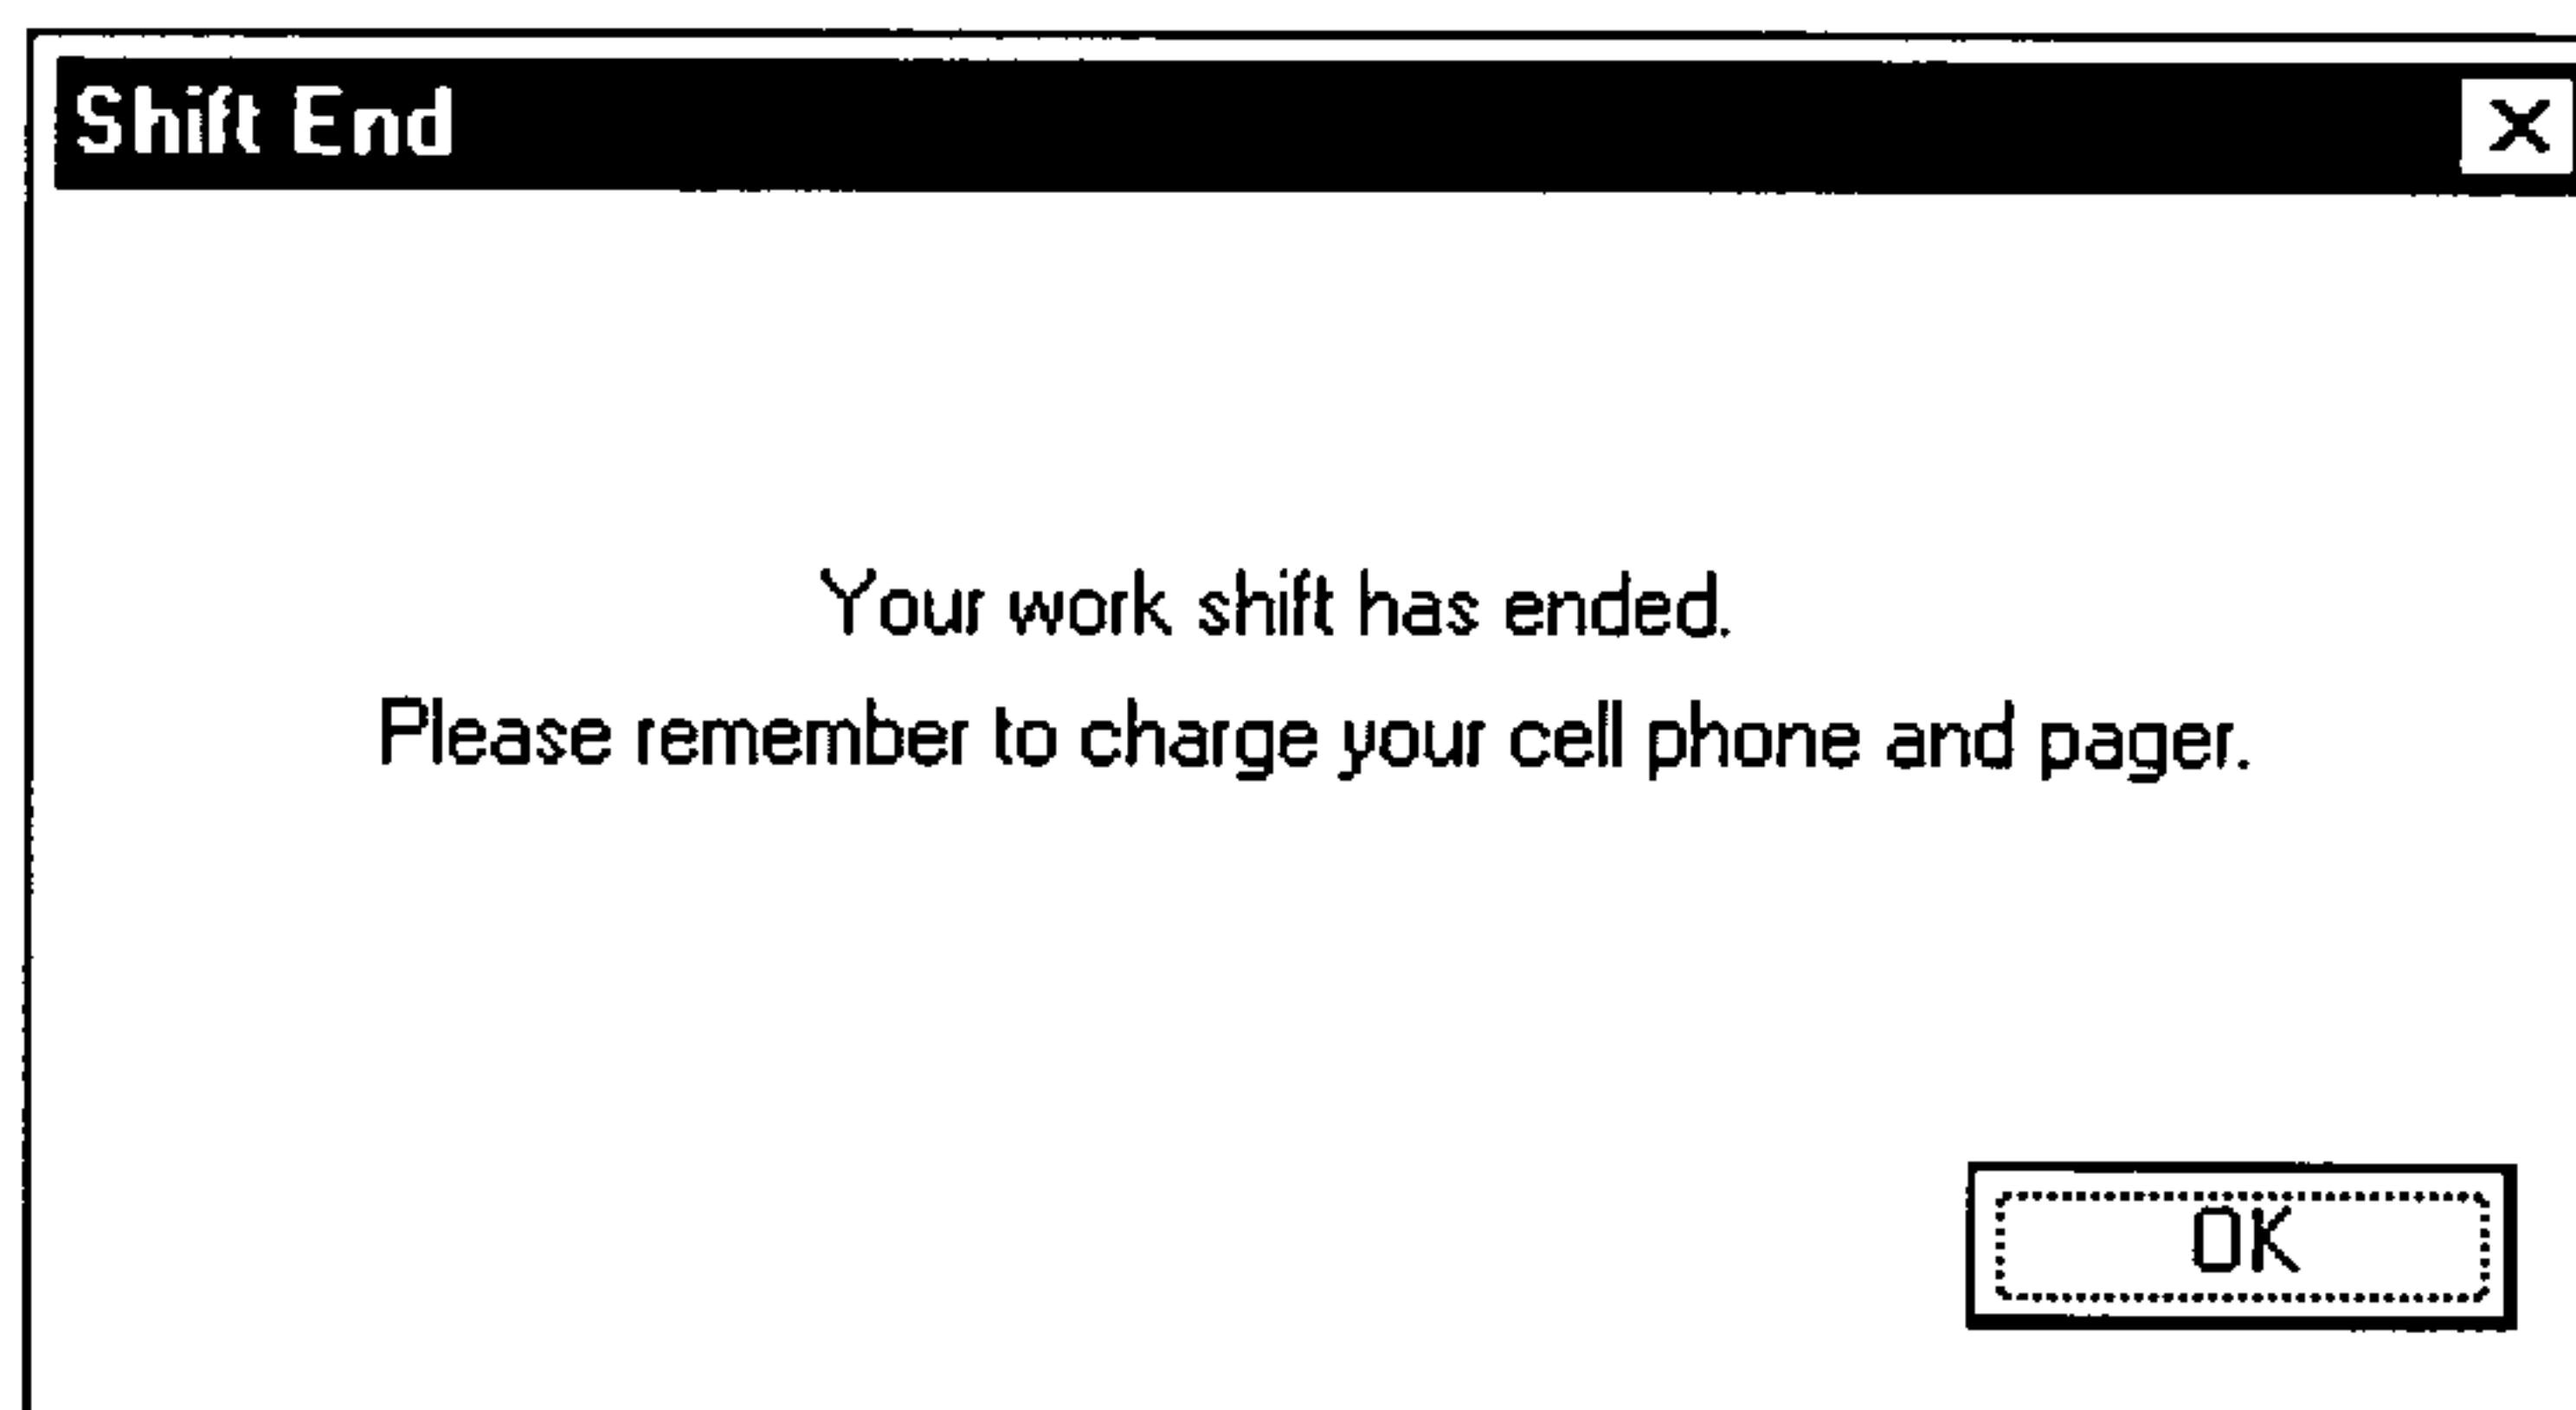 Shift End
Your work shift has ended.
Please remember to charge your cell phone and pager.
OK